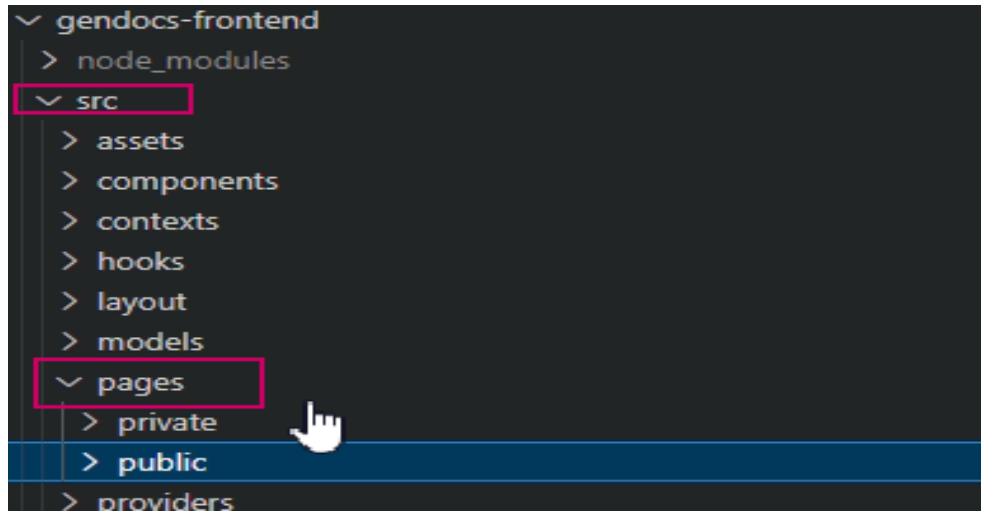 gendocs-frontend
node_modules
src
assets
components
contexts
hooks
layout
models
pages
private
public
providers